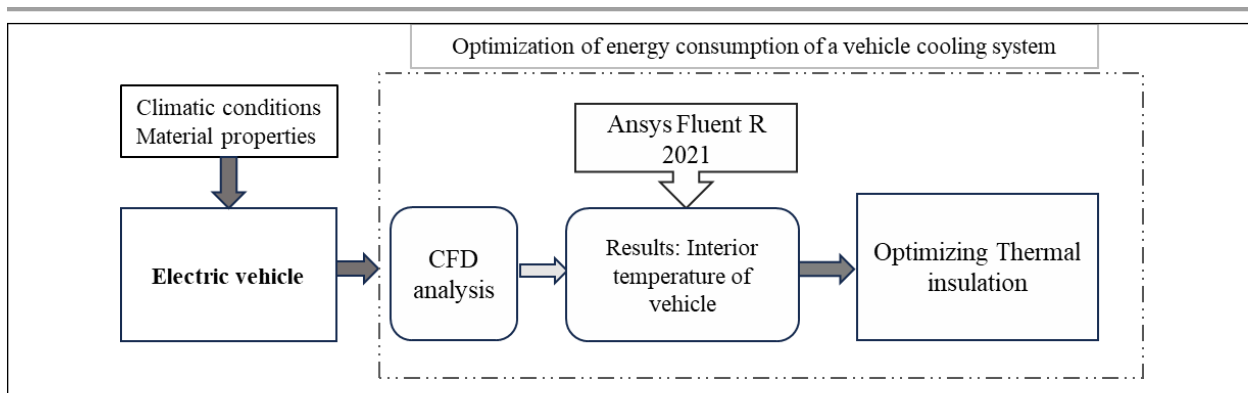 Optimization of energy consumption of a vehicle cooling system
Climatic conditions
Material properties
Ansys Fluent R
2021
Electric vehicle
CFD
analysis
Results: Interior
temperature of
vehicle
Optimizing Thermal
insulation